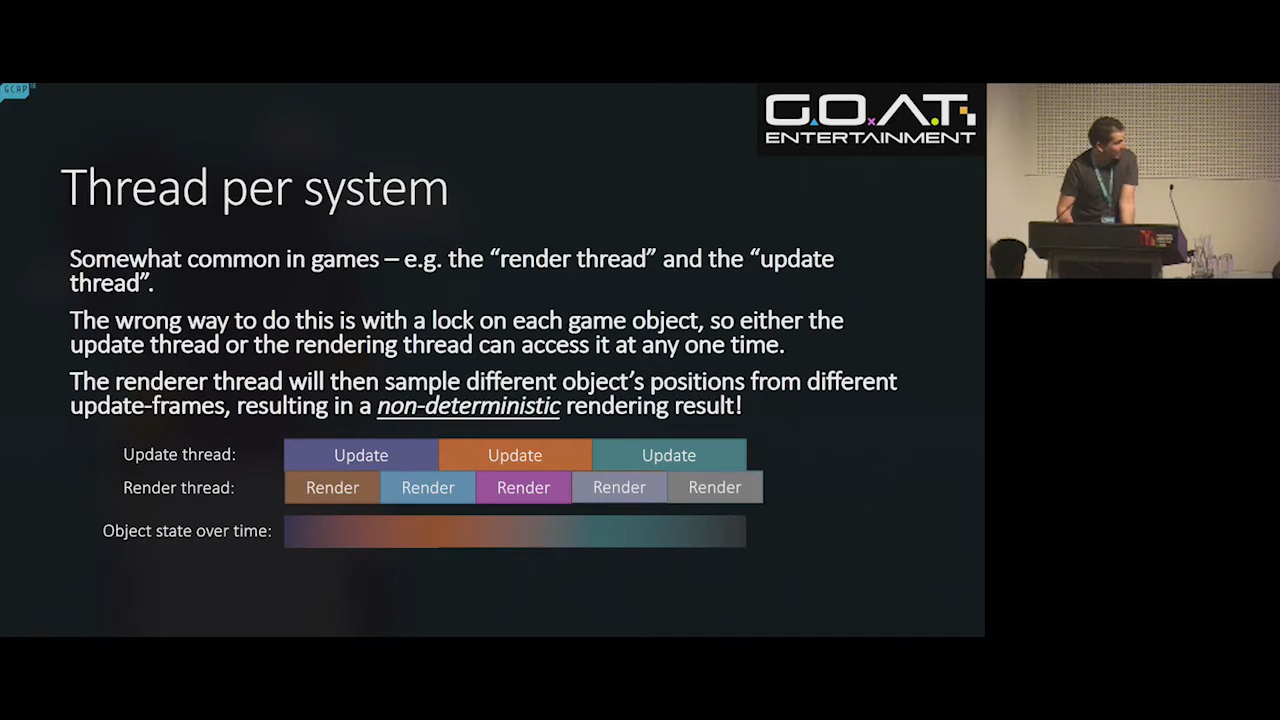 GCAP18
G.O.A.T.
ENTERTAINMENT
Thread per system
Somewhat common in games – e.g. the “render thread” and the “update
thread”.
The wrong way to do this is with a lock on each game object, so either the
update thread or the rendering thread can access it at any one time.
The renderer thread will then sample different object’s positions from different
update-frames, resulting in a non-deterministic rendering result!
Update thread: Update Update Update
Render thread: Render Render Render Render Render
Object state over time: